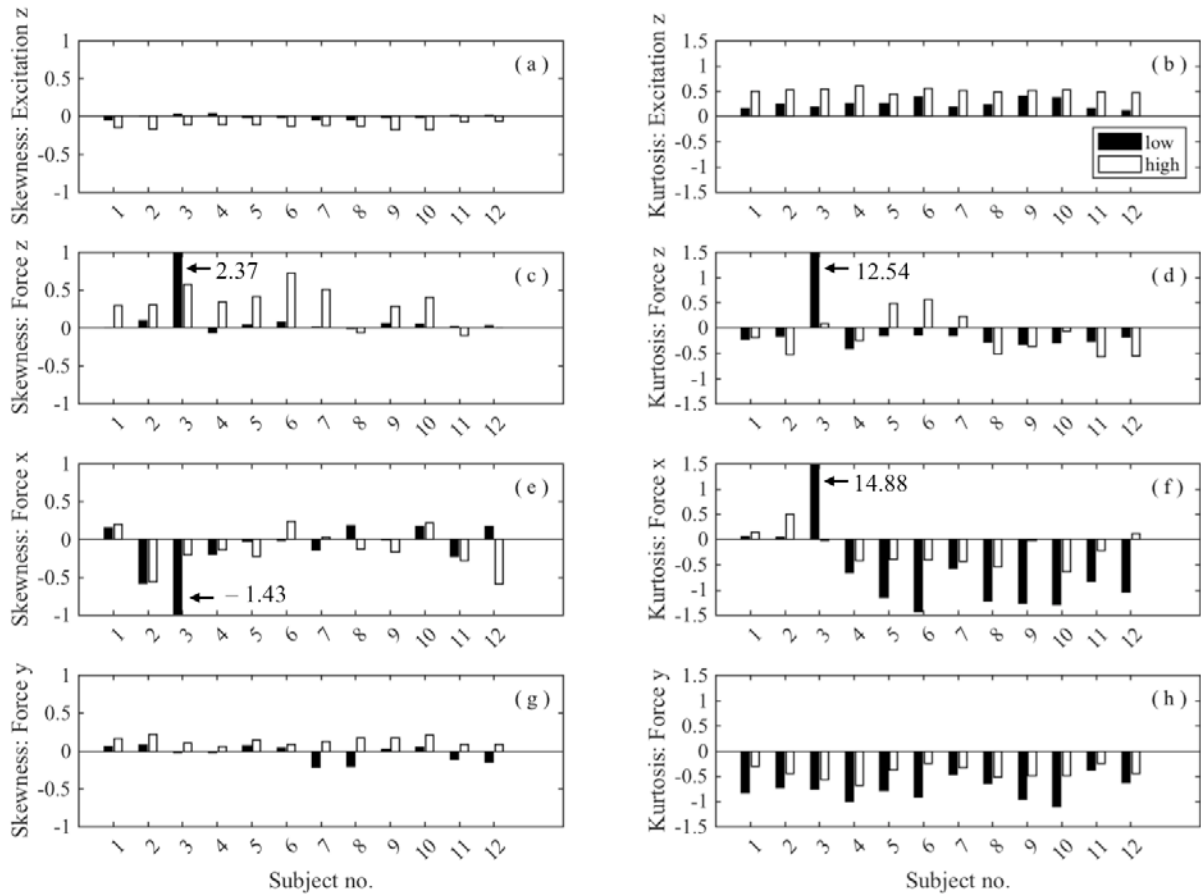 Skewness: Excitation z
1
0.5
0
-0.5
-1
( a )
1 2 3 4 5 6 7 8 9 10 11 12
Kurtosis: Excitation z
1.5
1
0.5
0
-0.5
-1
-1.5
( b )
low
high
1 2 3 4 5 6 7 8 9 10 11 12
Skewness: Force z
1
0.5
0
-0.5
-1
2.37
( c )
1 2 3 4 5 6 7 8 9 10 11 12
Kurtosis: Force z
1.5
1
0.5
0
-0.5
-1
-1.5
12.54
( d )
1 2 3 4 5 6 7 8 9 10 11 12
Skewness: Force x
1
0.5
0
-0.5
-1
( e )
– 1.43
1 2 3 4 5 6 7 8 9 10 11 12
Kurtosis: Force x
1.5
1
0.5
0
-0.5
-1
-1.5
14.88
( f )
1 2 3 4 5 6 7 8 9 10 11 12
Skewness: Force y
1
0.5
0
-0.5
-1
( g )
1 2 3 4 5 6 7 8 9 10 11 12
Subject no.
Kurtosis: Force y
1.5
1
0.5
0
-0.5
-1
-1.5
( h )
1 2 3 4 5 6 7 8 9 10 11 12
Subject no.